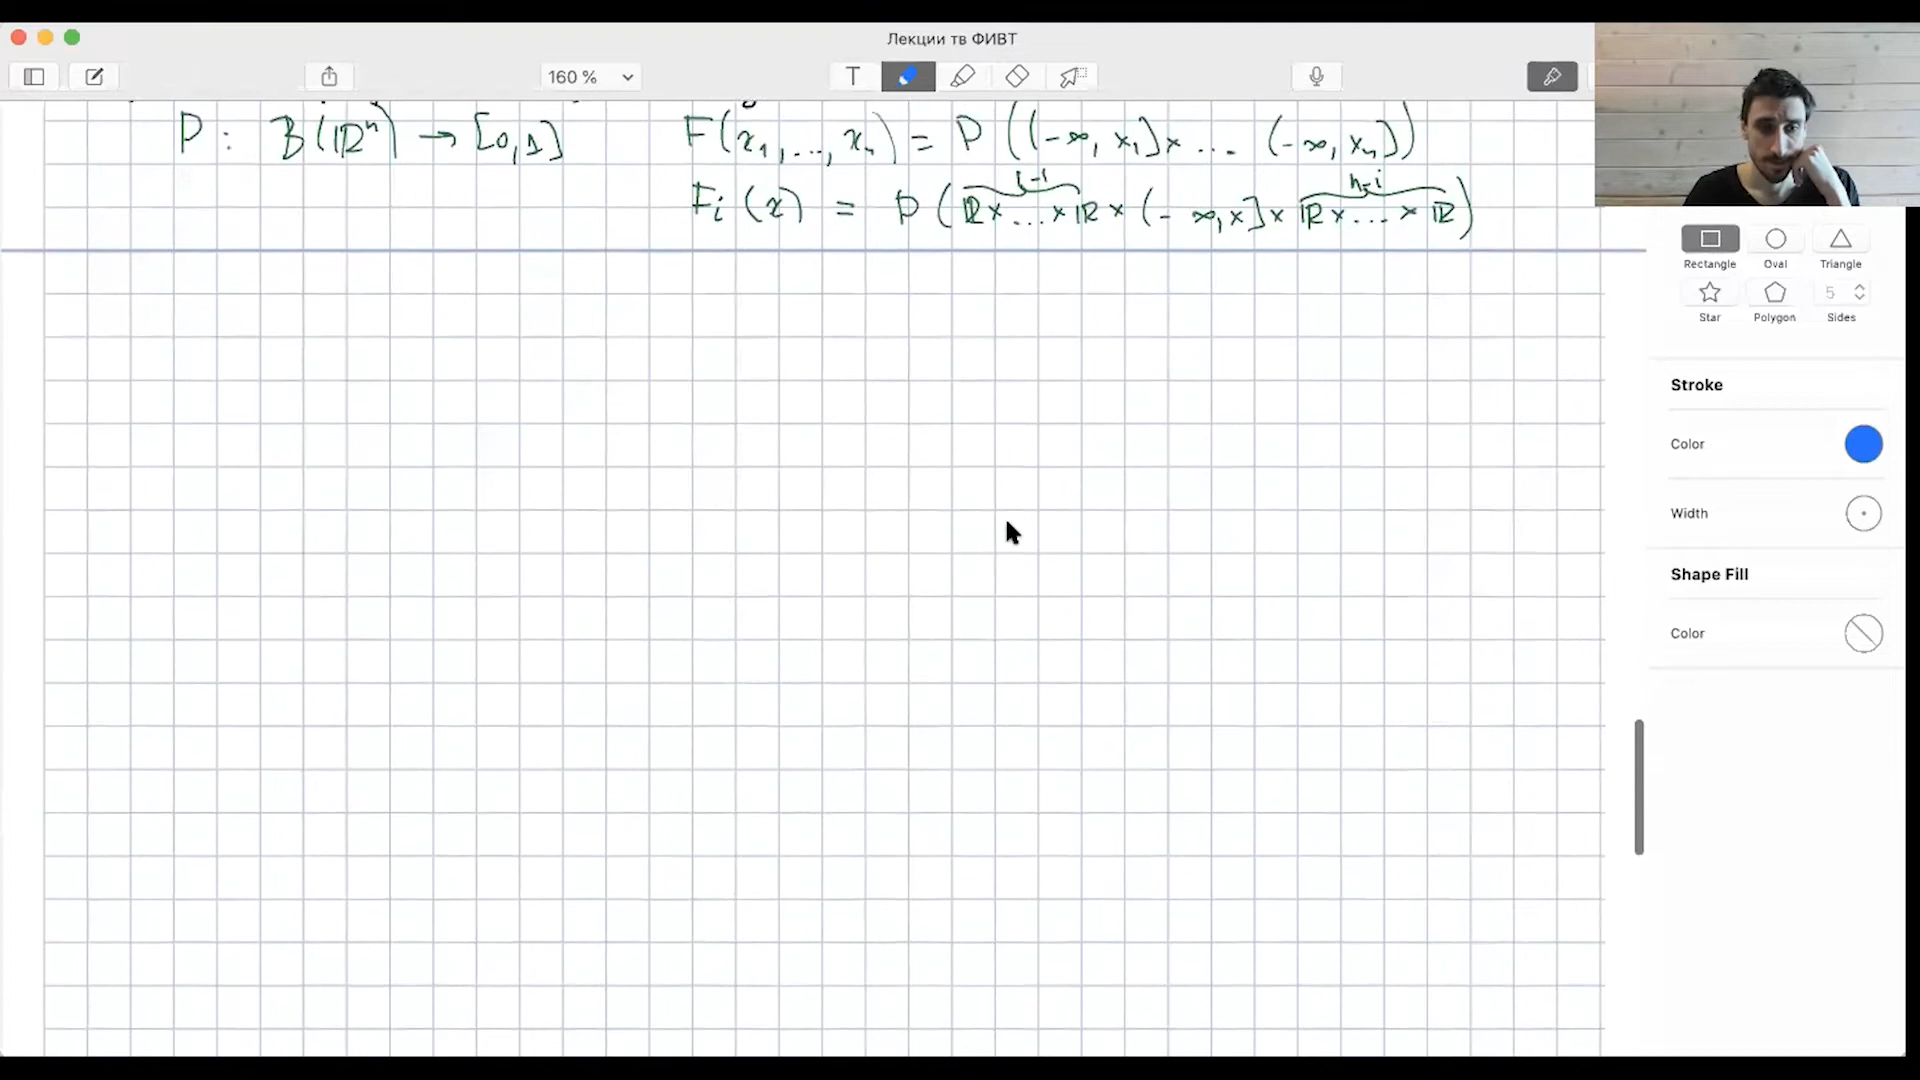 Лекции тв ФИВТ
160 %
T
P : B(ℝⁿ) → [0,1] F(x₁,..., xₙ) = P((-∞, x₁]×... (-∞, xₙ])
i-1 n-i
Fᵢ(x) = P(ℝ×...×ℝ×(-∞,x]×ℝ×...×ℝ)
Rectangle Oval Triangle
5
Star Polygon Sides
Stroke
Color
Width
Shape Fill
Color